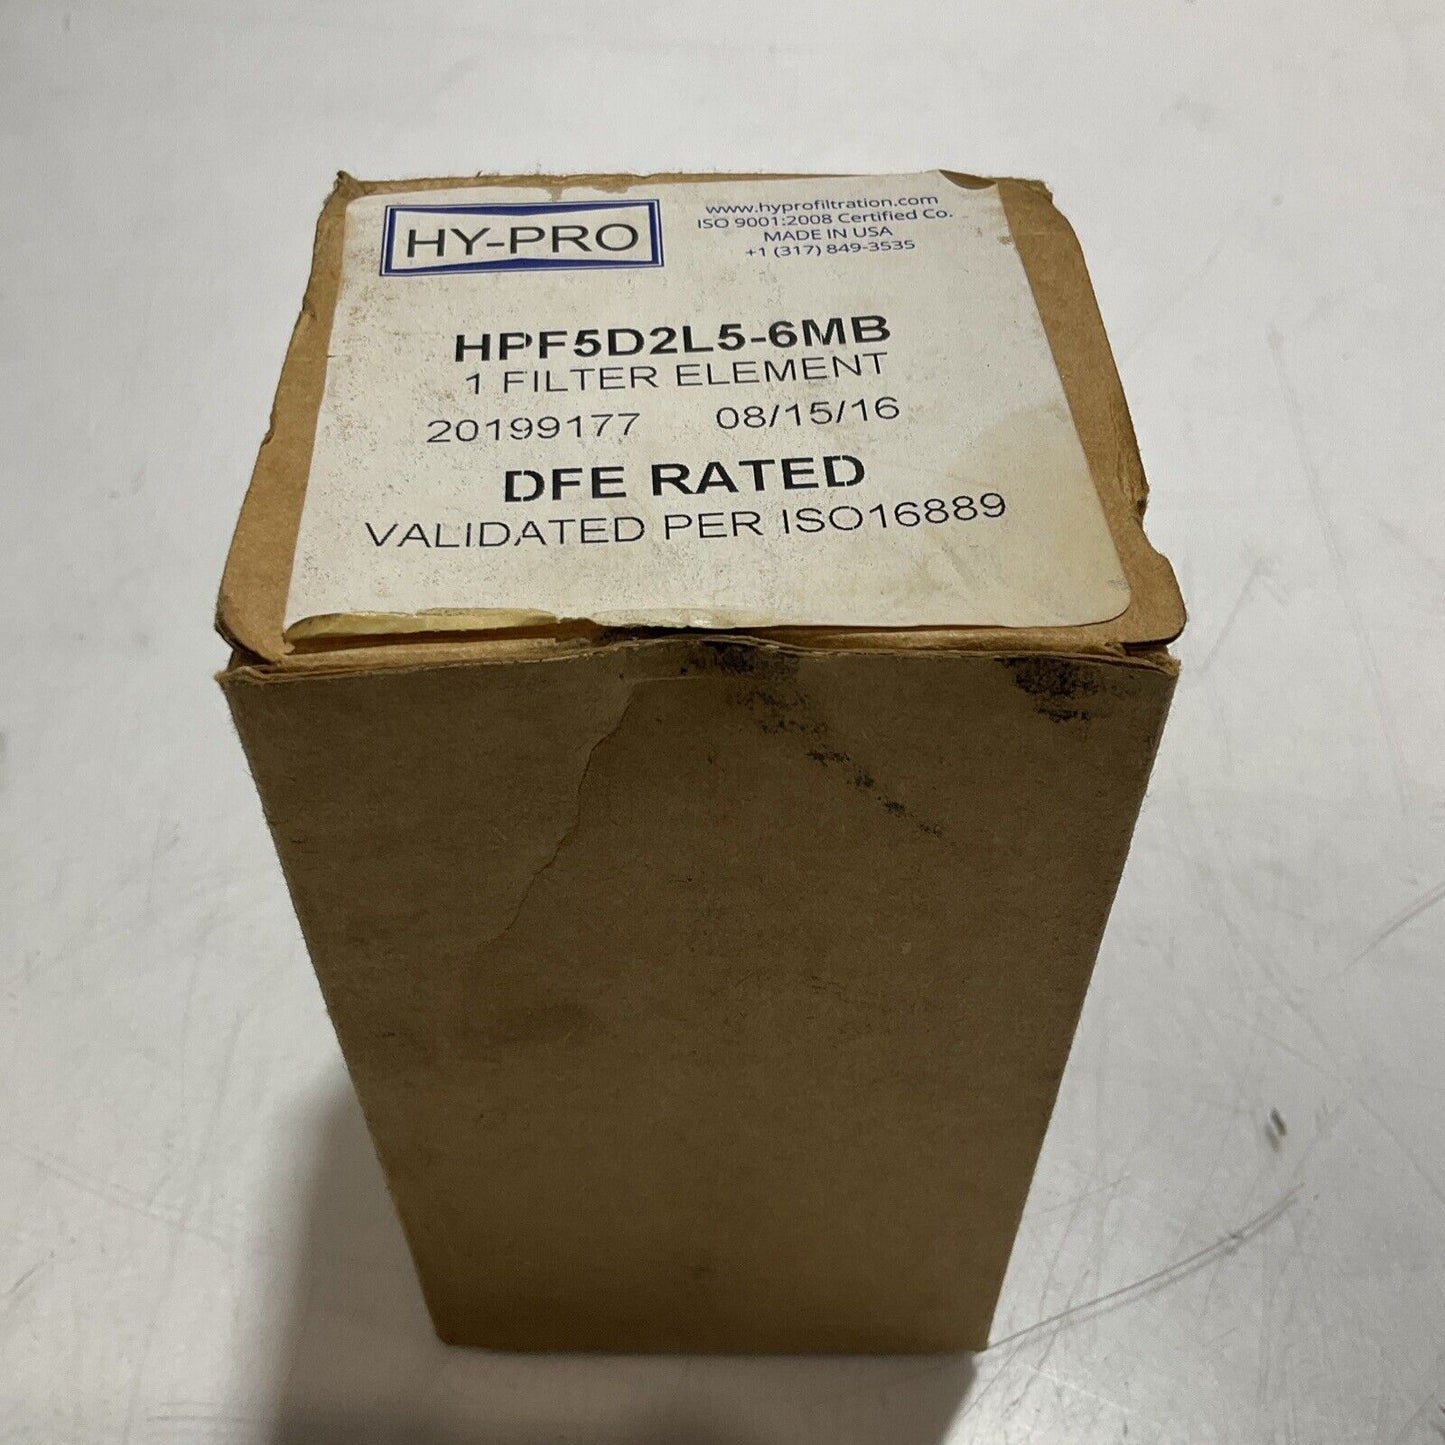 HY-PRO
www.hyprofiltration.com
ISO 9001:2008 Certified Co.
MADE IN USA
+1 (317) 849-3535
HPF5D2L5-6MB
1 FILTER ELEMENT
20199177 08/15/16
DFE RATED
VALIDATED PER ISO16889